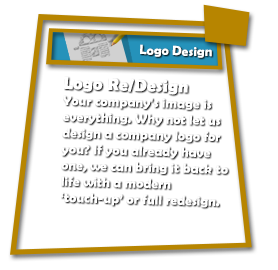 Logo Design
Logo Re/Design
Your company's image is
everything. Why not let us
design a company logo for
you? if you already have
one, we can bring it back to
life with a modern
'touch-up' or full redesign.